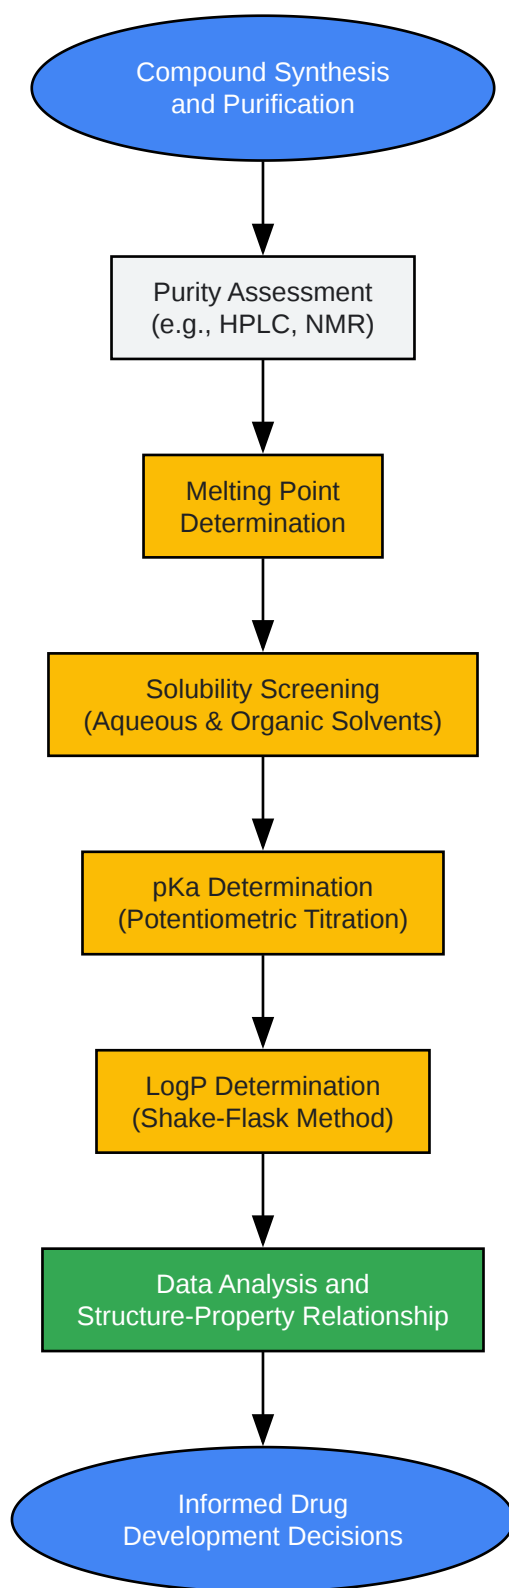 Compound Synthesis
and Purification
Purity Assessment
(e.g., HPLC, NMR)
Melting Point
Determination
Solubility Screening
(Aqueous & Organic Solvents)
pKa Determination
(Potentiometric Titration)
LogP Determination
(Shake-Flask Method)
Data Analysis and
Structure-Property Relationship
Informed Drug
Development Decisions